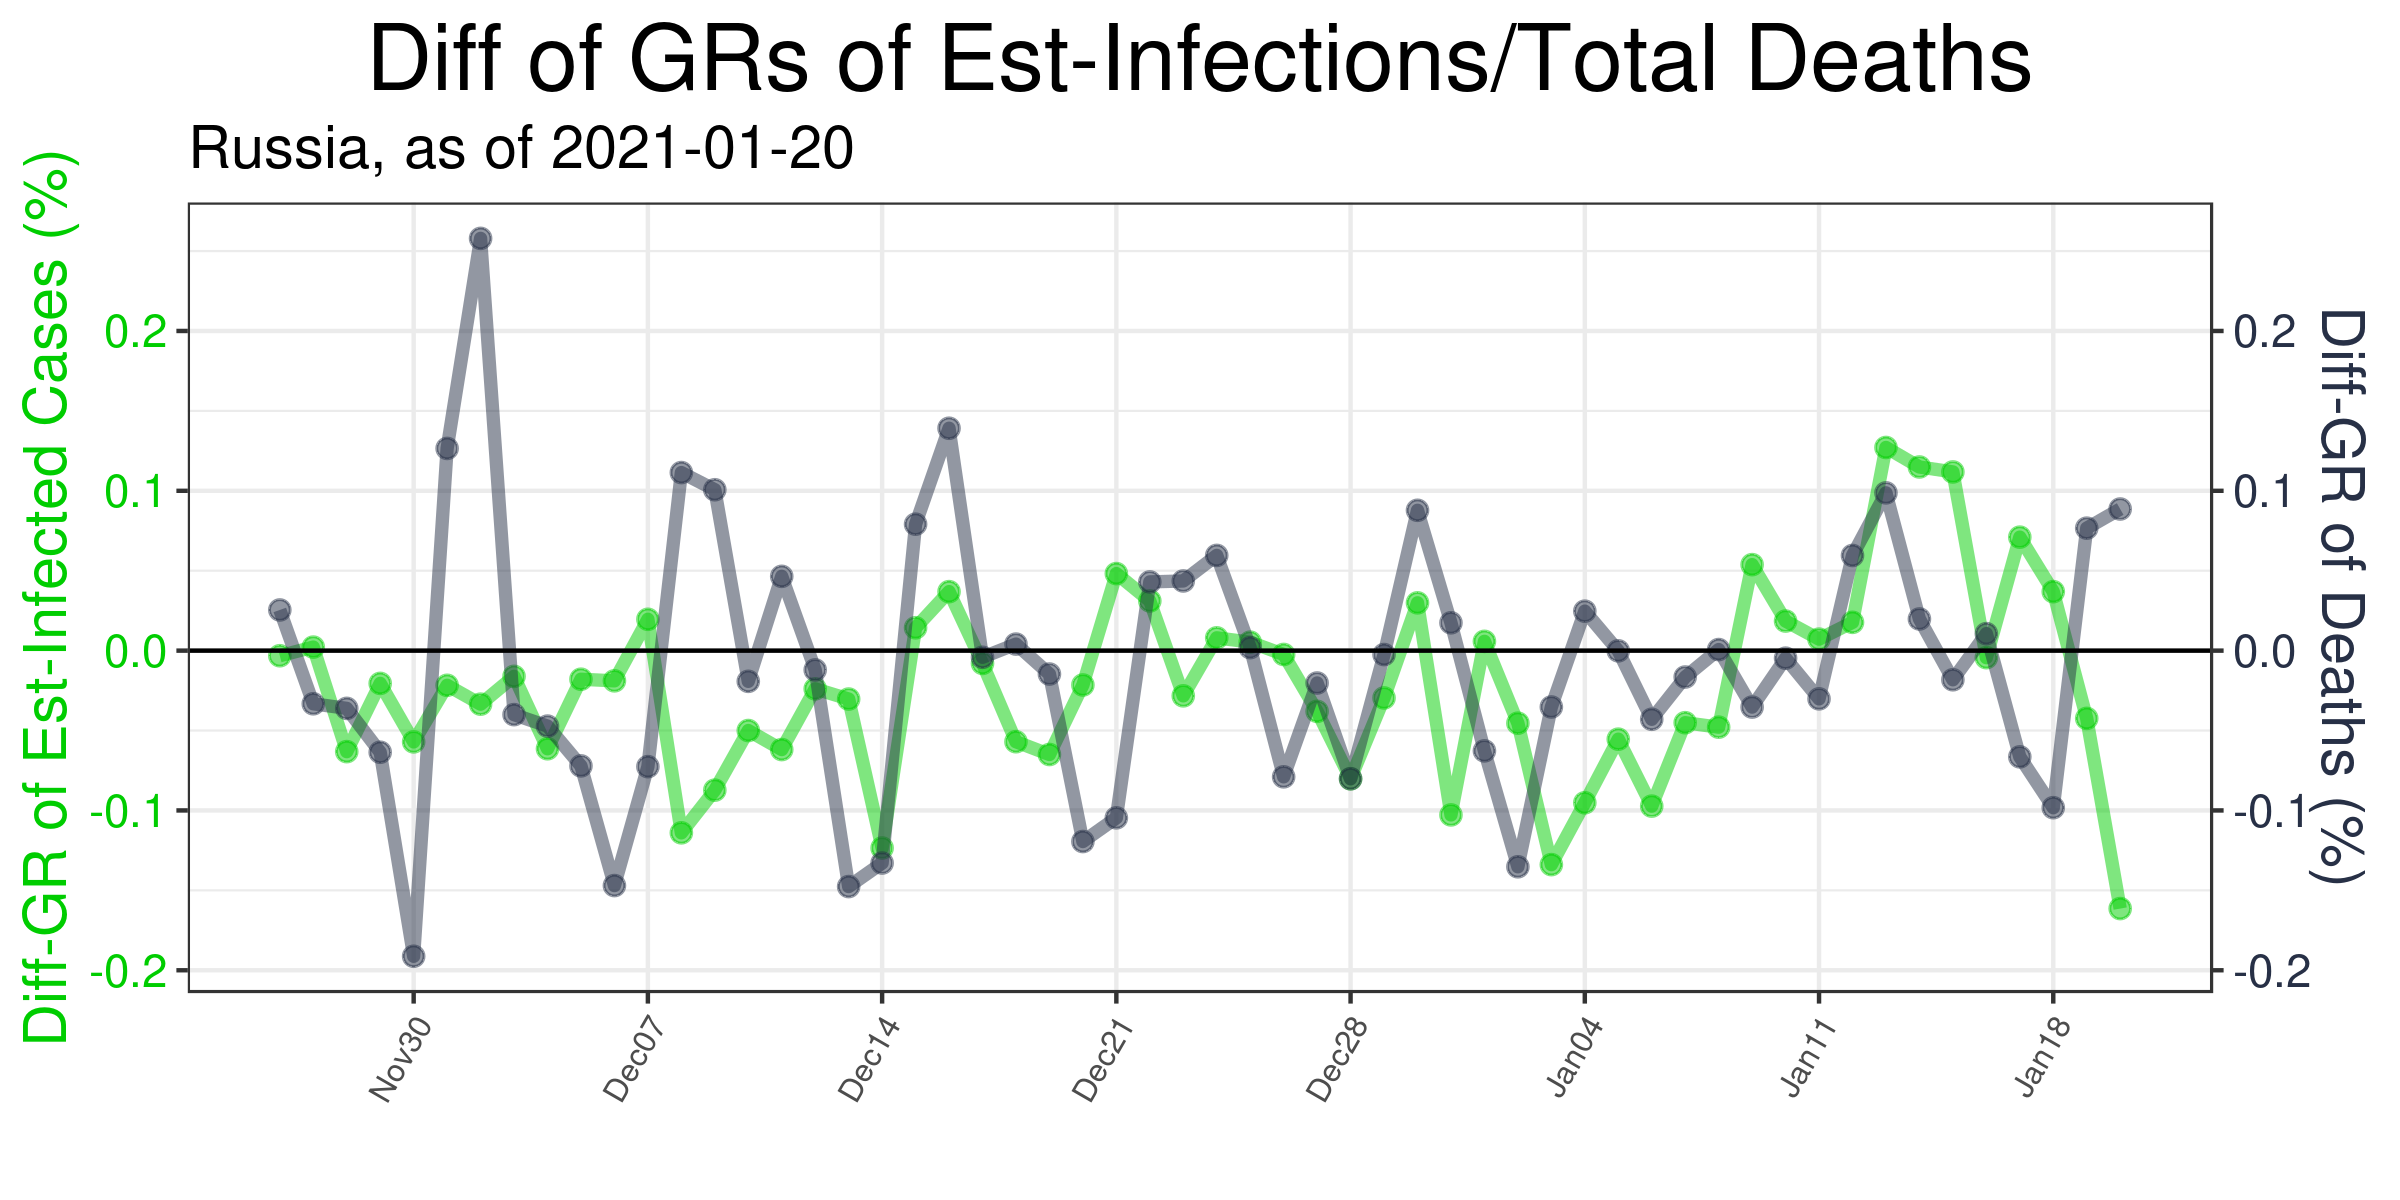 Diff of GRs of Est-Infections/Total Deaths
Russia, as of 2021-01-20
Diff-GR of Est-Infected Cases (%)
0.2
0.1
0.0
-0.1
-0.2
0.2
0.1
0.0
-0.1
-0.2
Diff-GR of Deaths (%)
Nov30
Dec07
Dec14
Dec21
Dec28
Jan04
Jan11
Jan18